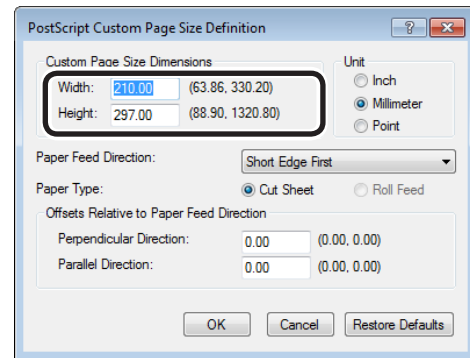 PostScript Custom Page Size Definition
Custom Page Size Dimensions
Width: 210.00 (63.86, 330.20)
Height: 297.00 (88.90, 1320.80)
Unit
Inch
Millimeter
Point
Paper Feed Direction: Short Edge First
Paper Type: Cut Sheet Roll Feed
Offsets Relative to Paper Feed Direction
Perpendicular Direction: 0.00 (0.00, 0.00)
Parallel Direction: 0.00 (0.00, 0.00)
OK Cancel Restore Defaults